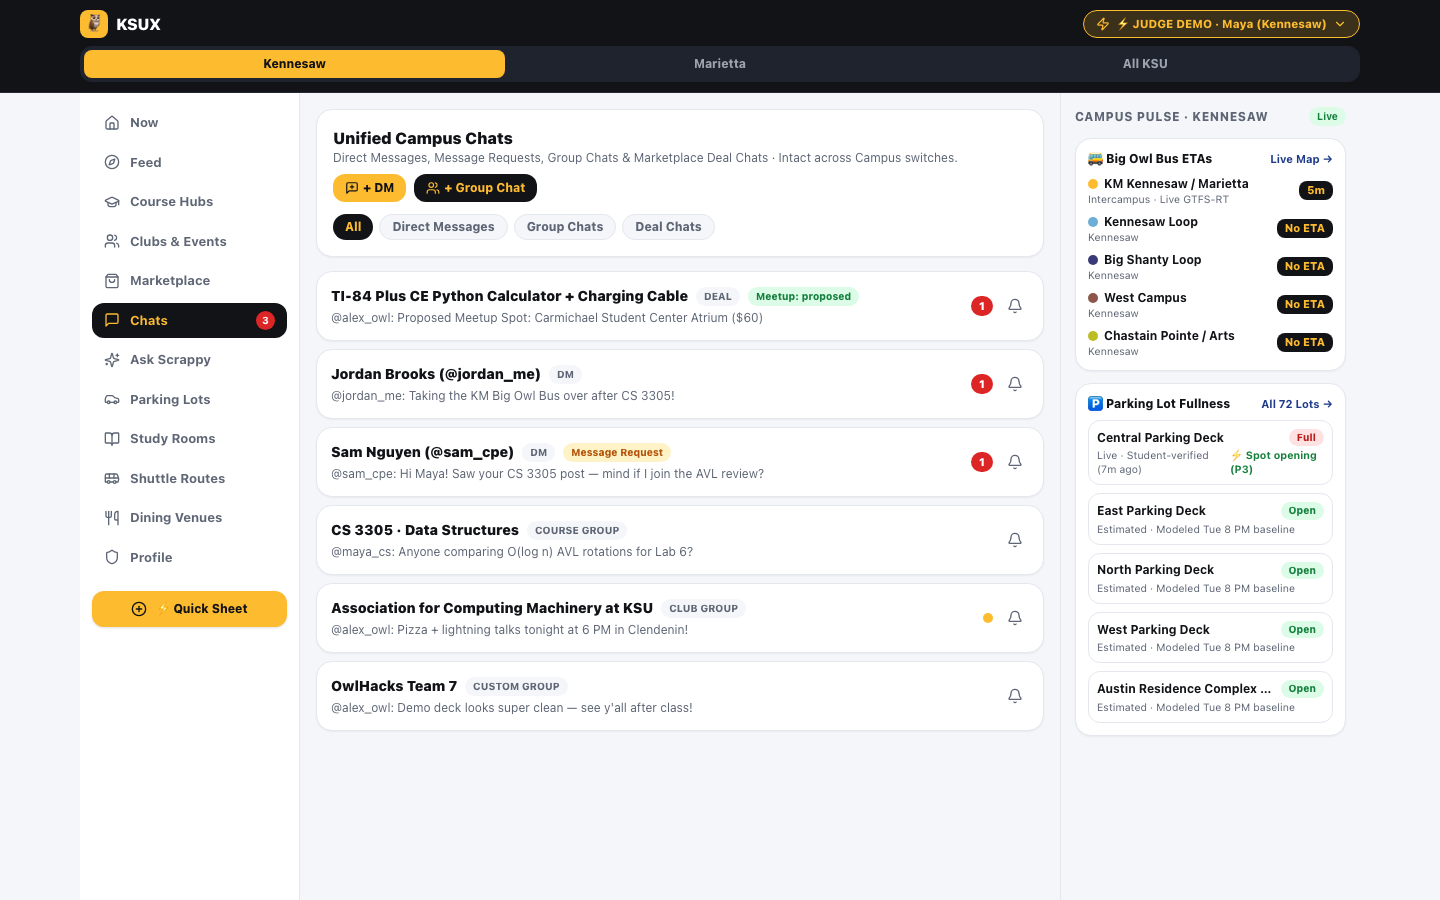 KSUX
⚡ JUDGE DEMO · Maya (Kennesaw)
Kennesaw
Marietta
All KSU
Now
Feed
Course Hubs
Clubs & Events
Marketplace
Chats
3
Ask Scrappy
Parking Lots
Study Rooms
Shuttle Routes
Dining Venues
Profile
⚡ Quick Sheet
Unified Campus Chats
Direct Messages, Message Requests, Group Chats & Marketplace Deal Chats · Intact across Campus switches.
+ DM
+ Group Chat
All
Direct Messages
Group Chats
Deal Chats
TI-84 Plus CE Python Calculator + Charging Cable DEAL Meetup: proposed
@alex_owl: Proposed Meetup Spot: Carmichael Student Center Atrium ($60)
1
Jordan Brooks (@jordan_me) DM
@jordan_me: Taking the KM Big Owl Bus over after CS 3305!
1
Sam Nguyen (@sam_cpe) DM Message Request
@sam_cpe: Hi Maya! Saw your CS 3305 post — mind if I join the AVL review?
1
CS 3305 · Data Structures COURSE GROUP
@maya_cs: Anyone comparing O(log n) AVL rotations for Lab 6?
Association for Computing Machinery at KSU CLUB GROUP
@alex_owl: Pizza + lightning talks tonight at 6 PM in Clendenin!
OwlHacks Team 7 CUSTOM GROUP
@alex_owl: Demo deck looks super clean — see y'all after class!
CAMPUS PULSE · KENNESAW
Live
🚌 Big Owl Bus ETAs
Live Map →
KM Kennesaw / Marietta
Intercampus · Live GTFS-RT
5m
Kennesaw Loop
Kennesaw
No ETA
Big Shanty Loop
Kennesaw
No ETA
West Campus
Kennesaw
No ETA
Chastain Pointe / Arts
Kennesaw
No ETA
🅿️ Parking Lot Fullness
All 72 Lots →
Central Parking Deck
Full
Live · Student-verified
(7m ago)
⚡ Spot opening
(P3)
East Parking Deck
Open
Estimated · Modeled Tue 8 PM baseline
North Parking Deck
Open
Estimated · Modeled Tue 8 PM baseline
West Parking Deck
Open
Estimated · Modeled Tue 8 PM baseline
Austin Residence Complex ...
Open
Estimated · Modeled Tue 8 PM baseline